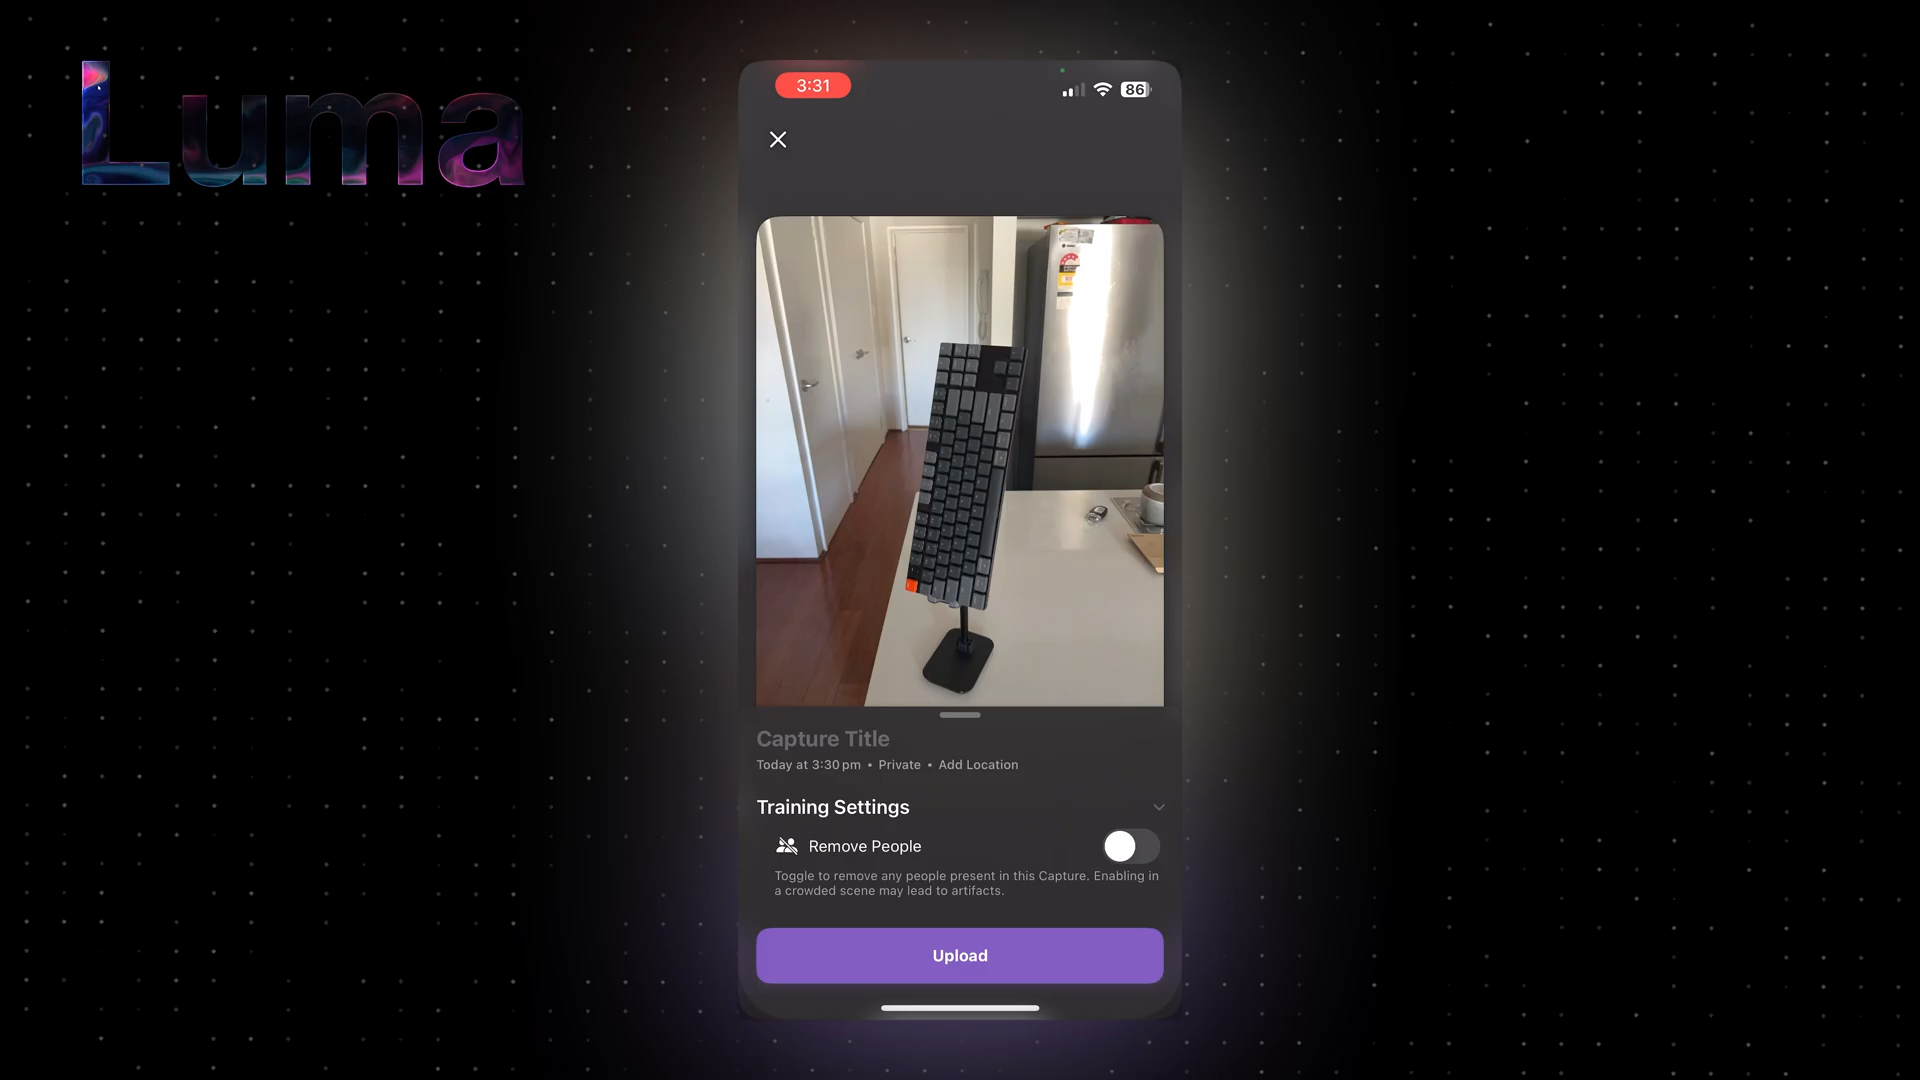 Luma
3:31
86
Capture Title
Today at 3:30 pm • Private • Add Location
Training Settings
Remove People
Toggle to remove any people present in this Capture. Enabling in
a crowded scene may lead to artifacts.
Upload